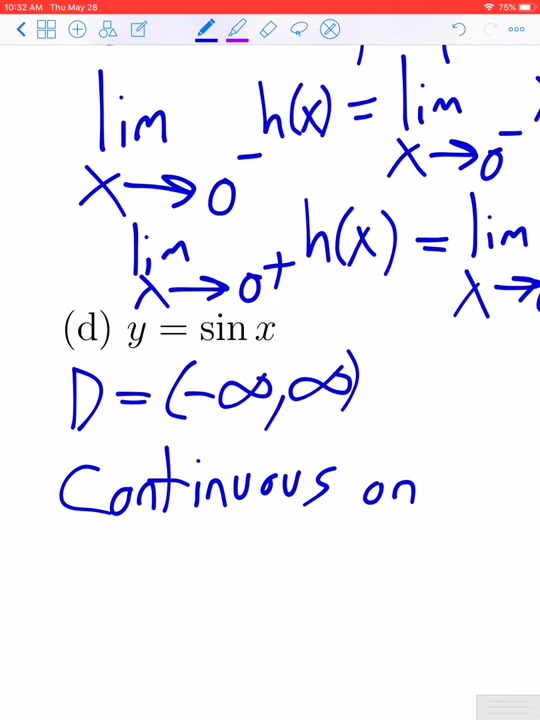 10:32 AM Thu May 28 75%
lim h(x) = lim
x→0⁻ x→0⁻
lim h(x) = lim
x→0⁺ x→
(d) y = sin x
D = (-∞,∞)
Continuous on